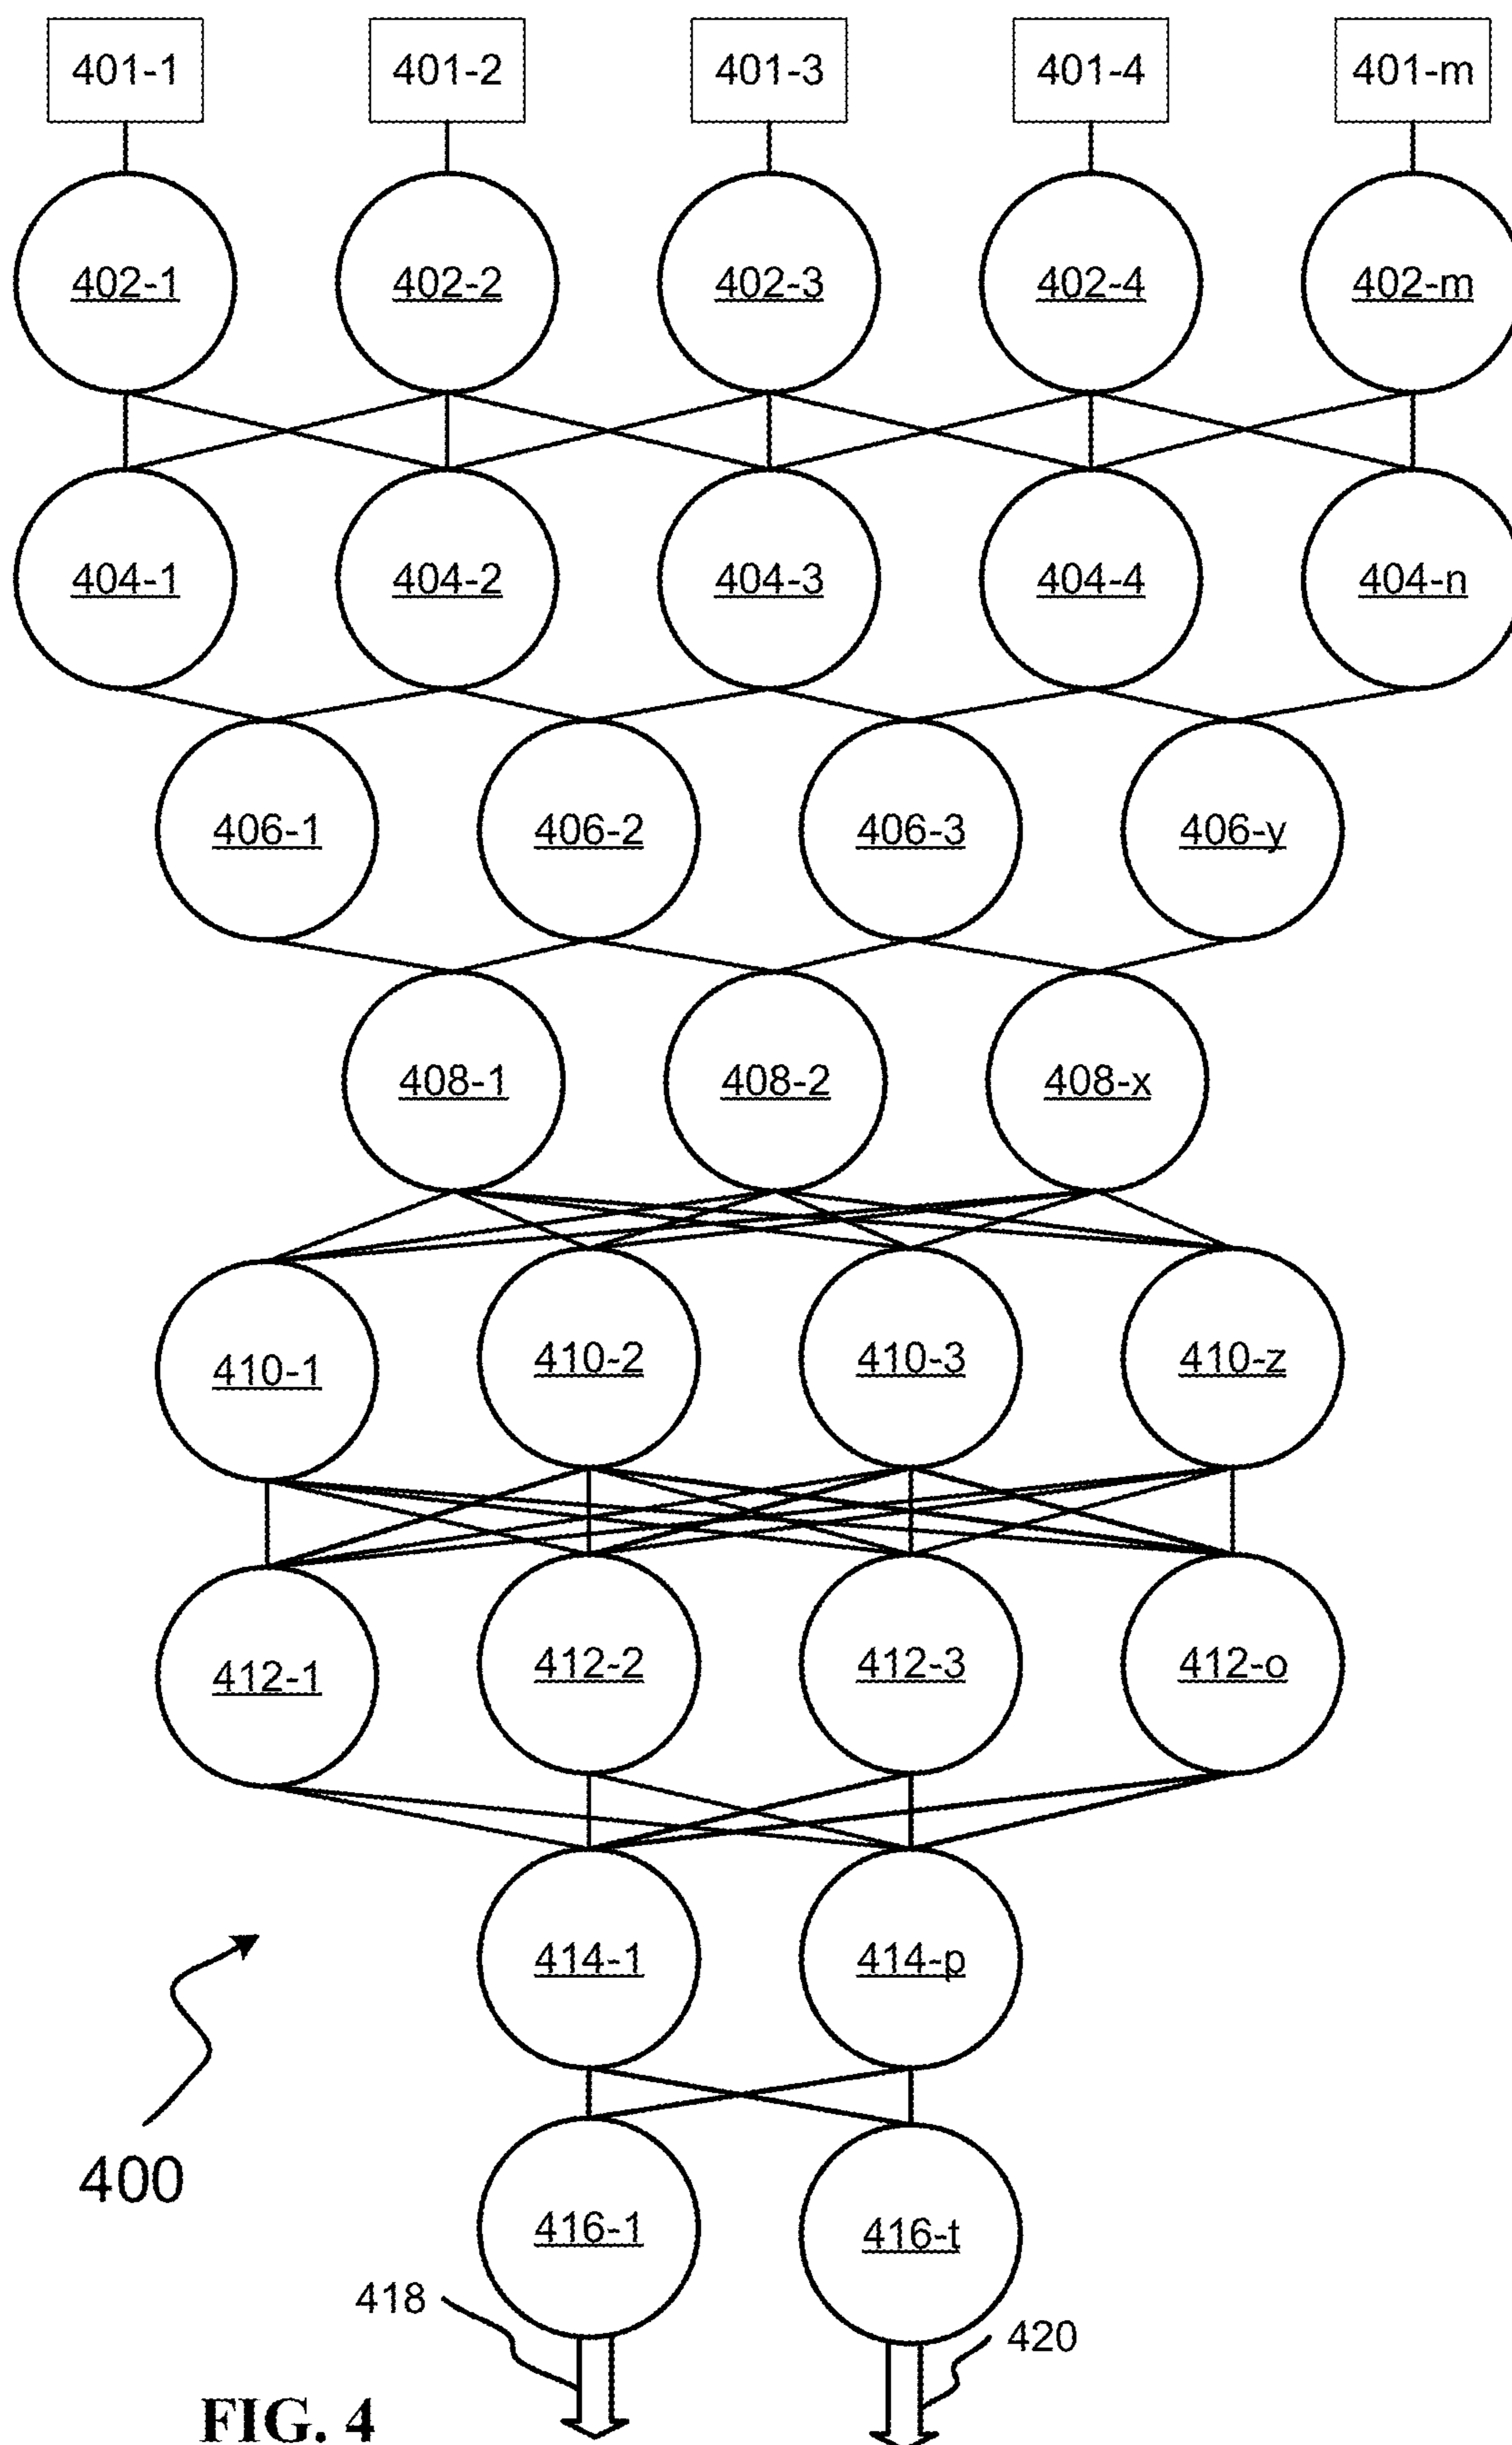 401-1 401-2 401-3 401-4 401-m
402-1 402-2 402-3 402-4 402-m
404-1 404-2 404-3 404-4 404-n
406-1 406-2 406-3 406-y
408-1 408-2 408-x
410-1 410-2 410-3 410-z
412-1 412-2 412-3 412-o
414-1 414-p
400
416-1 416-t
418
420
FIG. 4